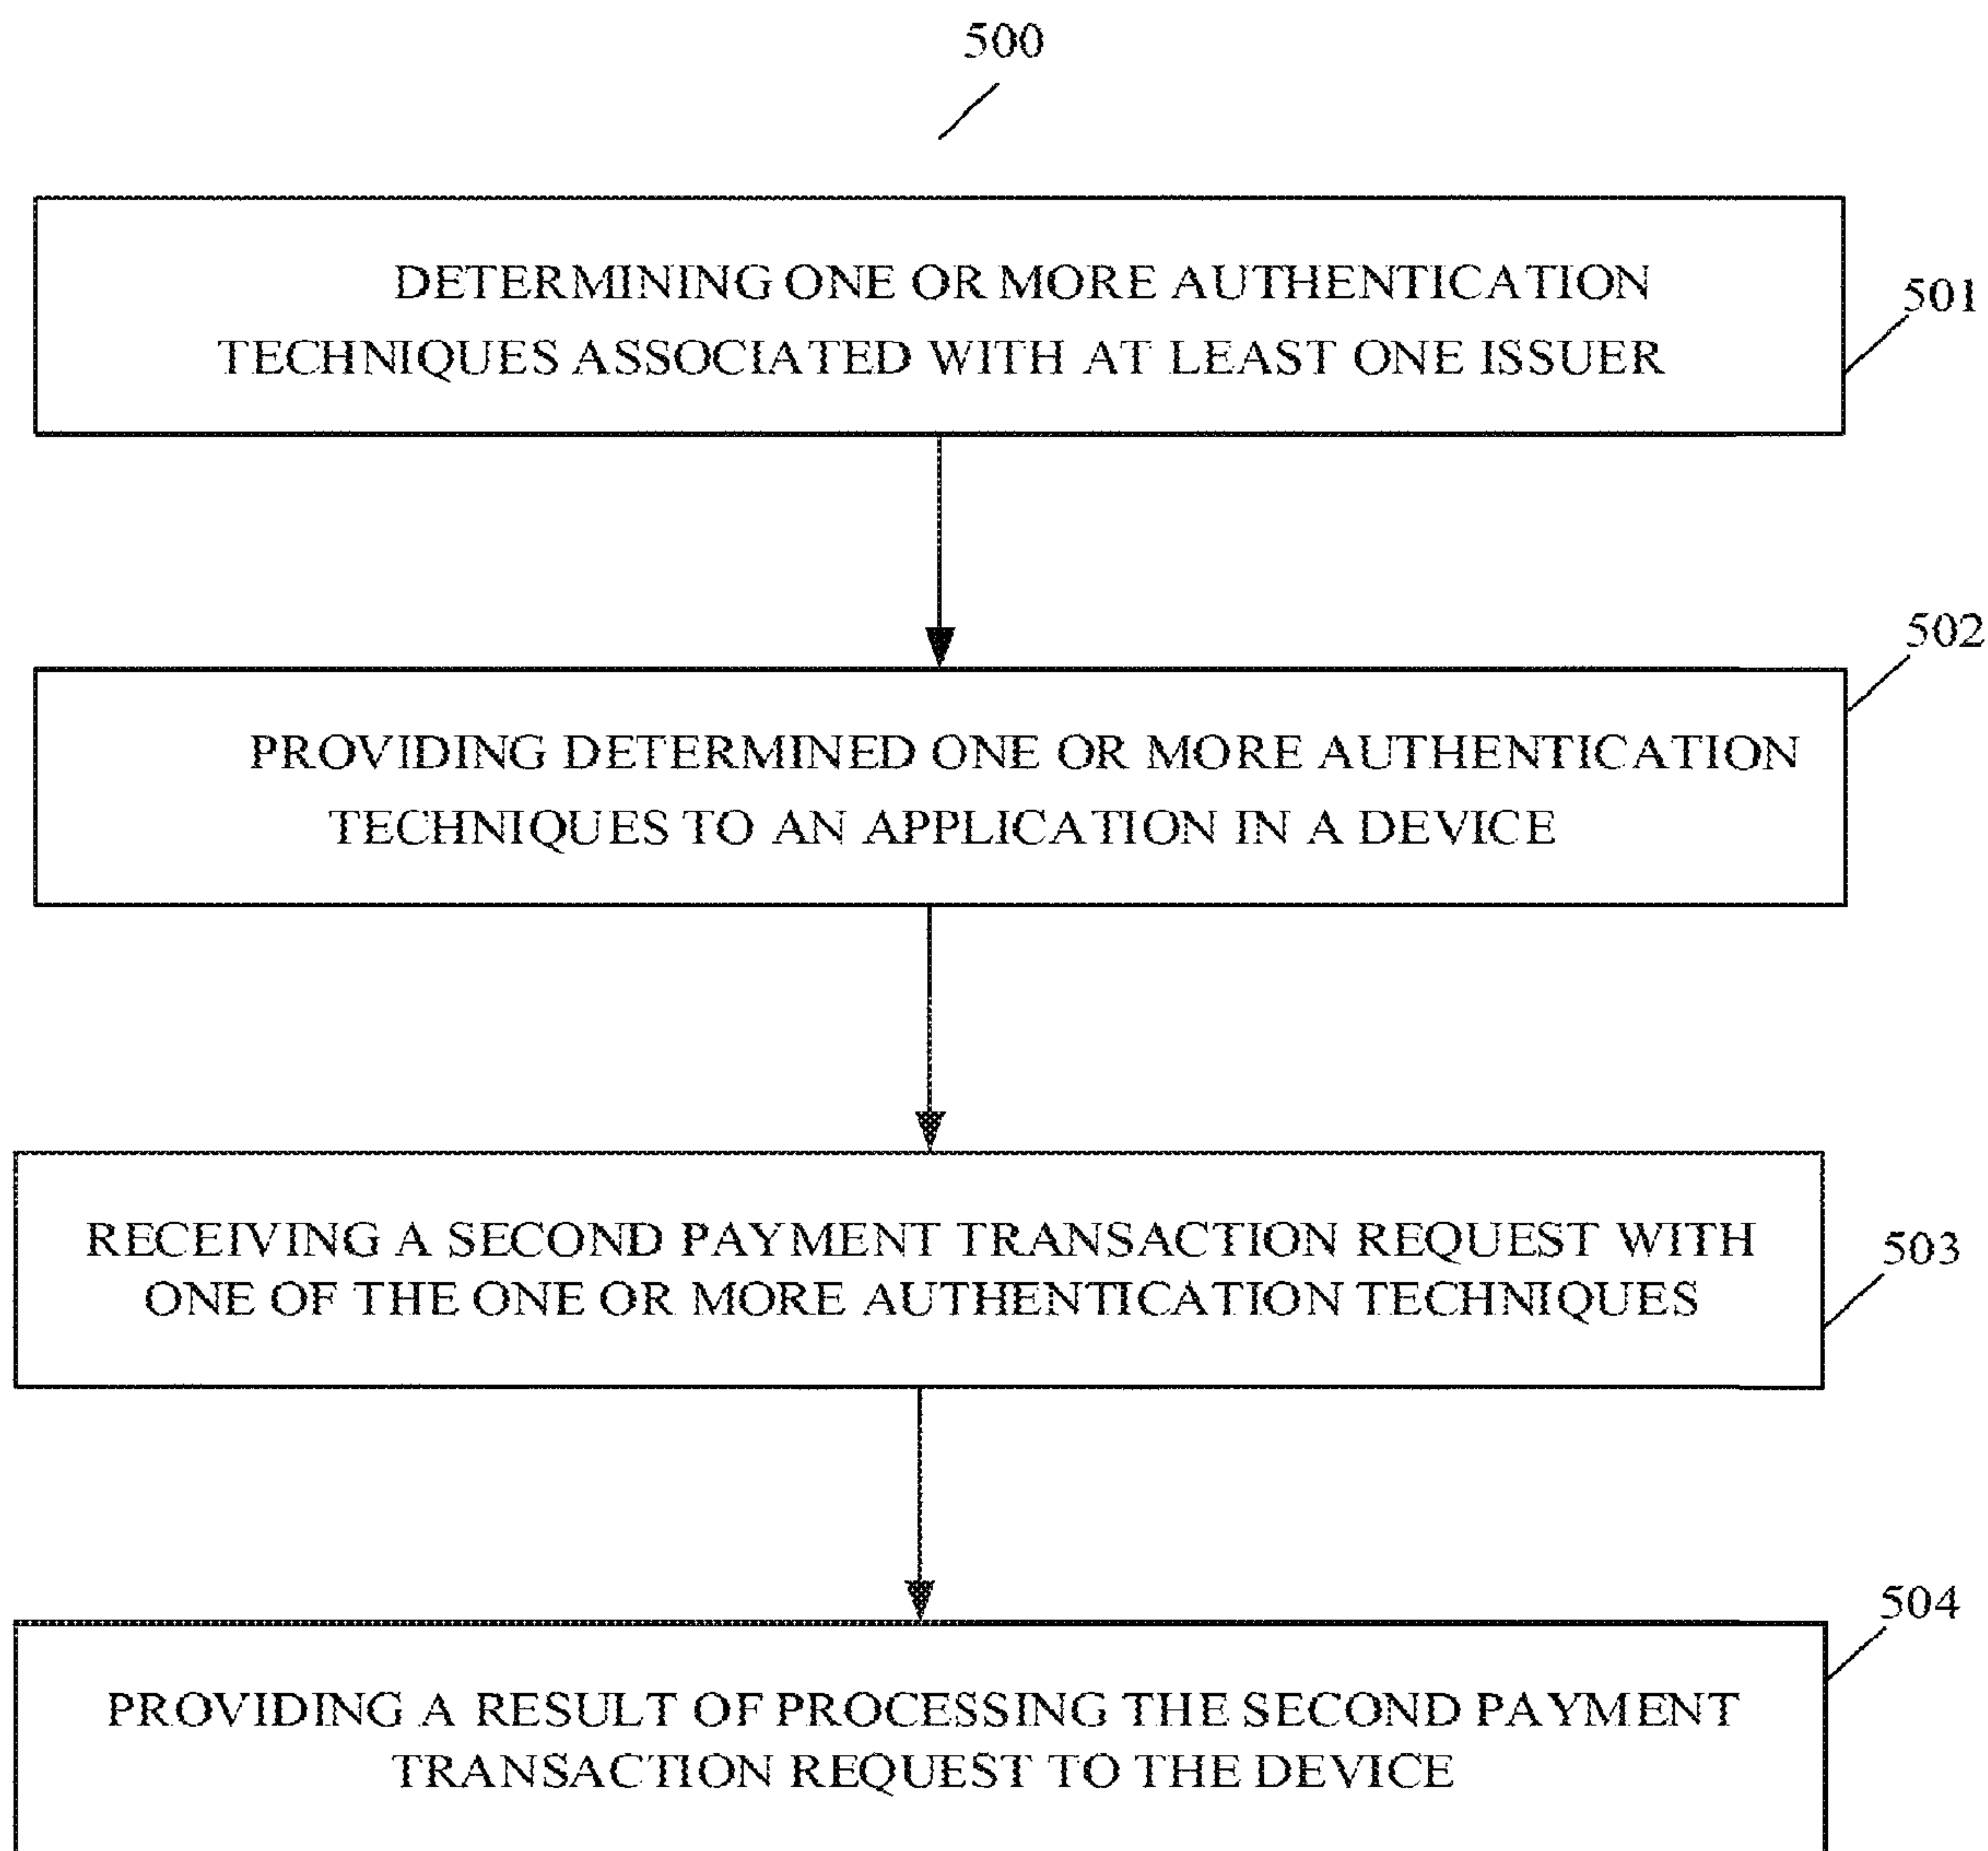 500
DETERMINING ONE OR MORE AUTHENTICATION
TECHNIQUES ASSOCIATED WITH AT LEAST ONE ISSUER
501
502
PROVIDING DETERMINED ONE OR MORE AUTHENTICATION
TECHNIQUES TO AN APPLICATION IN A DEVICE
RECEIVING A SECOND PAYMENT TRANSACTION REQUEST WITH
ONE OF THE ONE OR MORE AUTHENTICATION TECHNIQUES
503
504
PROVIDING A RESULT OF PROCESSING THE SECOND PAYMENT
TRANSACTION REQUEST TO THE DEVICE